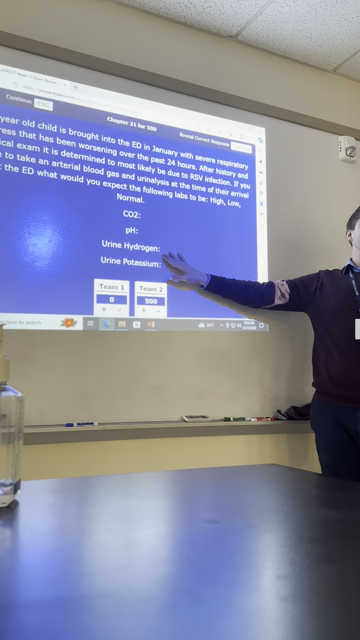 Continue ESC
Chapter 21 for 500
Reveal Correct Response
year old child is brought into the ED in January with severe respiratory
ress that has been worsening over the past 24 hours. After history and
ical exam it is determined to most likely be due to RSV infection. If you
e to take an arterial blood gas and urinalysis at the time of their arrival
the ED what would you expect the following labs to be: High, Low,
Normal.
CO2:
pH:
Urine Hydrogen:
Urine Potassium:
Team 1
Team 2
0
500
+ -
+ -
here to search